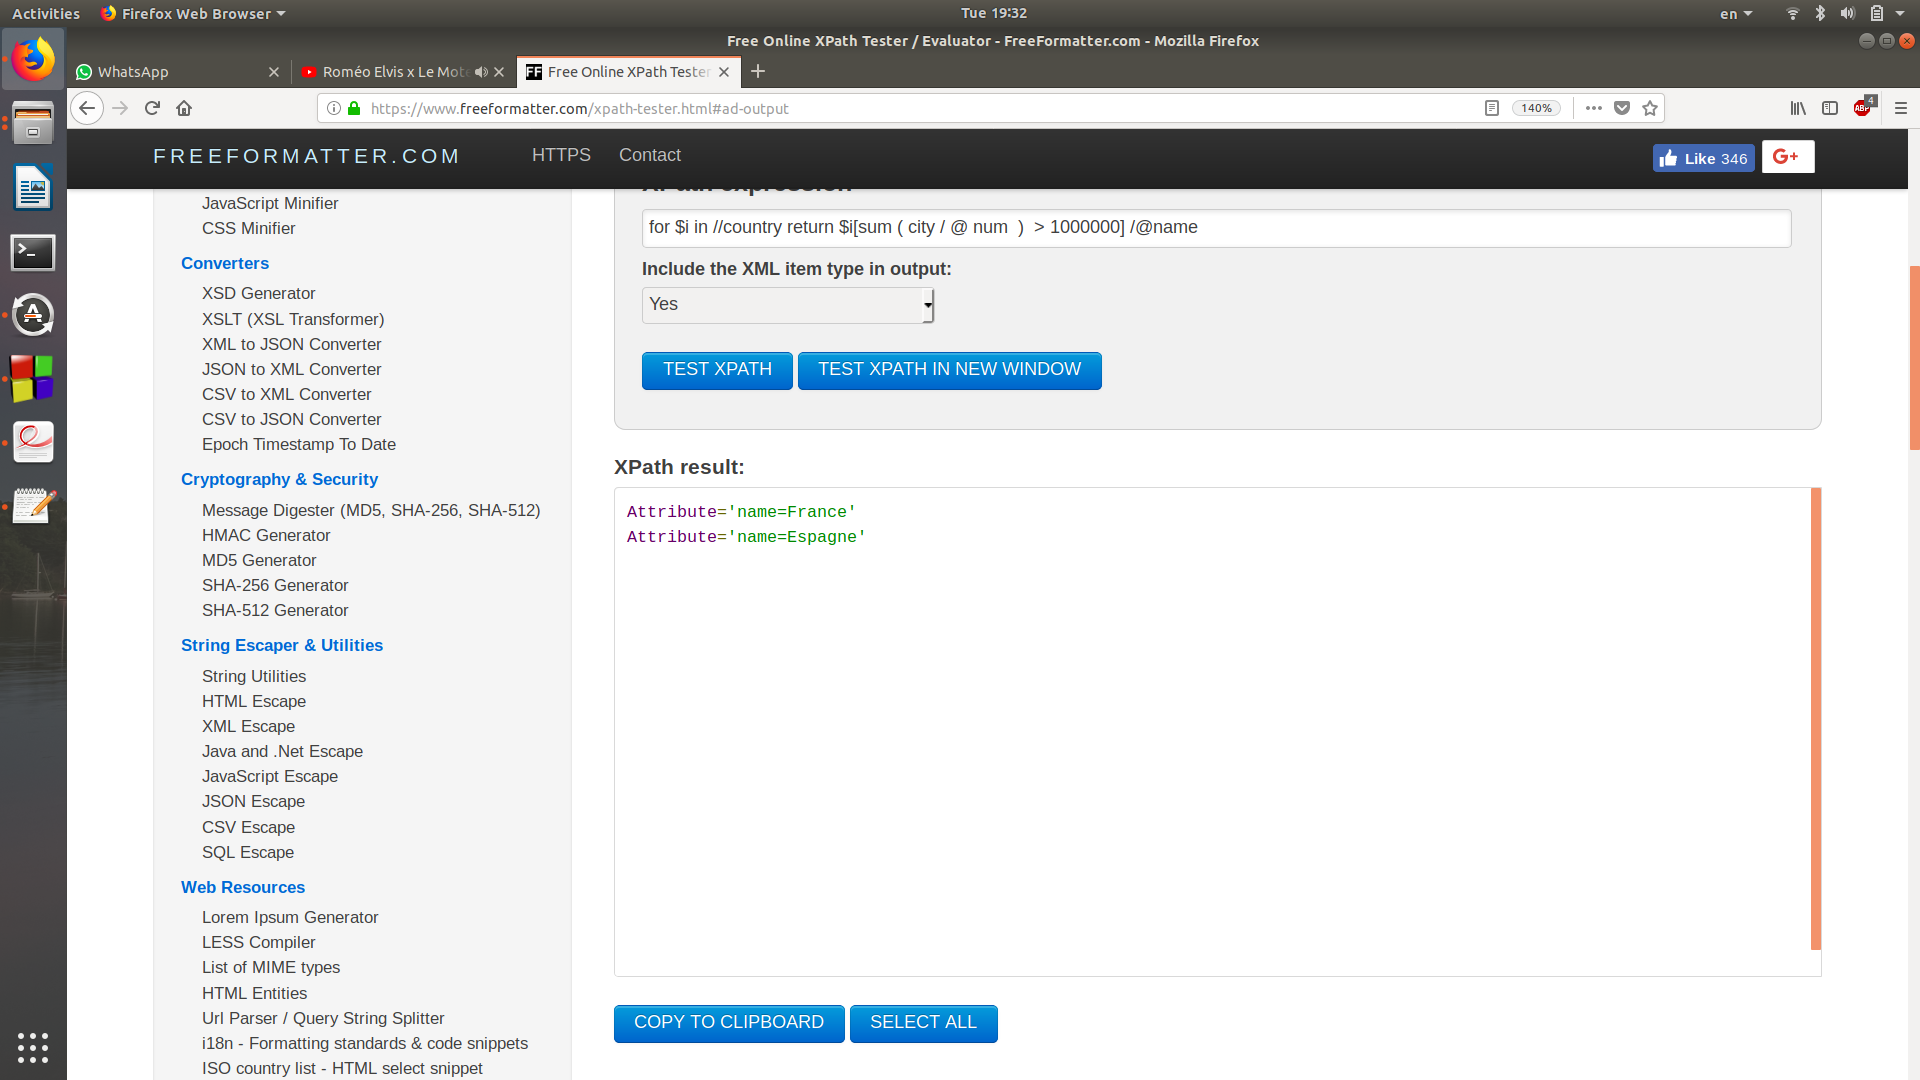 Activities
Firefox Web Browser
Tue 19:32
en
Free Online XPath Tester / Evaluator - FreeFormatter.com - Mozilla Firefox
WhatsApp
Roméo Elvis x Le Mote
Free Online XPath Tester
https://www.freeformatter.com/xpath-tester.html#ad-output
140%
ABP
4
FREEFORMATTER.COM
HTTPS
Contact
Like 346
G+
XPath expression
JavaScript Minifier
CSS Minifier
Converters
XSD Generator
XSLT (XSL Transformer)
XML to JSON Converter
JSON to XML Converter
CSV to XML Converter
CSV to JSON Converter
Epoch Timestamp To Date
Cryptography & Security
Message Digester (MD5, SHA-256, SHA-512)
HMAC Generator
MD5 Generator
SHA-256 Generator
SHA-512 Generator
String Escaper & Utilities
String Utilities
HTML Escape
XML Escape
Java and .Net Escape
JavaScript Escape
JSON Escape
CSV Escape
SQL Escape
Web Resources
Lorem Ipsum Generator
LESS Compiler
List of MIME types
HTML Entities
Url Parser / Query String Splitter
i18n - Formatting standards & code snippets
ISO country list - HTML select snippet
for $i in //country return $i[sum ( city / @ num  )  > 1000000] /@name
Include the XML item type in output:
Yes
TEST XPATH
TEST XPATH IN NEW WINDOW
XPath result:
Attribute='name=France'
Attribute='name=Espagne'
COPY TO CLIPBOARD
SELECT ALL